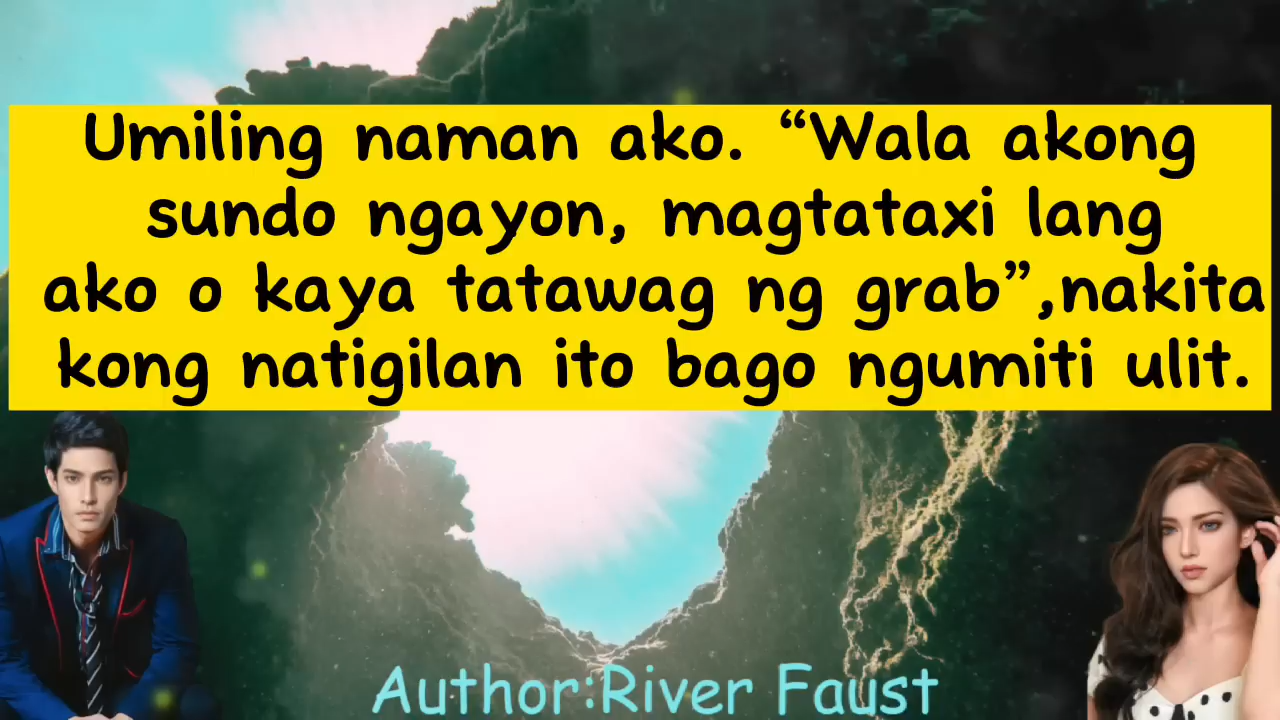 Umiling naman ako. “Wala akong
sundo ngayon, magtataxi lang
ako o kaya tatawag ng grab”,nakita
kong natigilan ito bago ngumiti ulit.
Author:River Faust